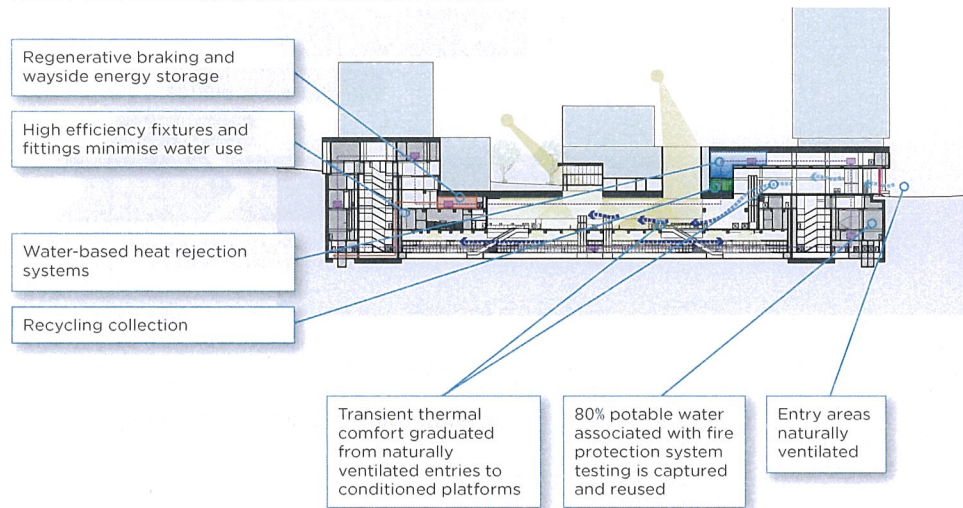 Regenerative braking and
wayside energy storage
High efficiency fixtures and
fittings minimise water use
Water-based heat rejection
systems
Recycling collection
Transient thermal
comfort graduated
from naturally
ventilated entries to
conditioned platforms
80% potable water
associated with fire
protection system
testing is captured
and reused
Entry areas
naturally
ventilated